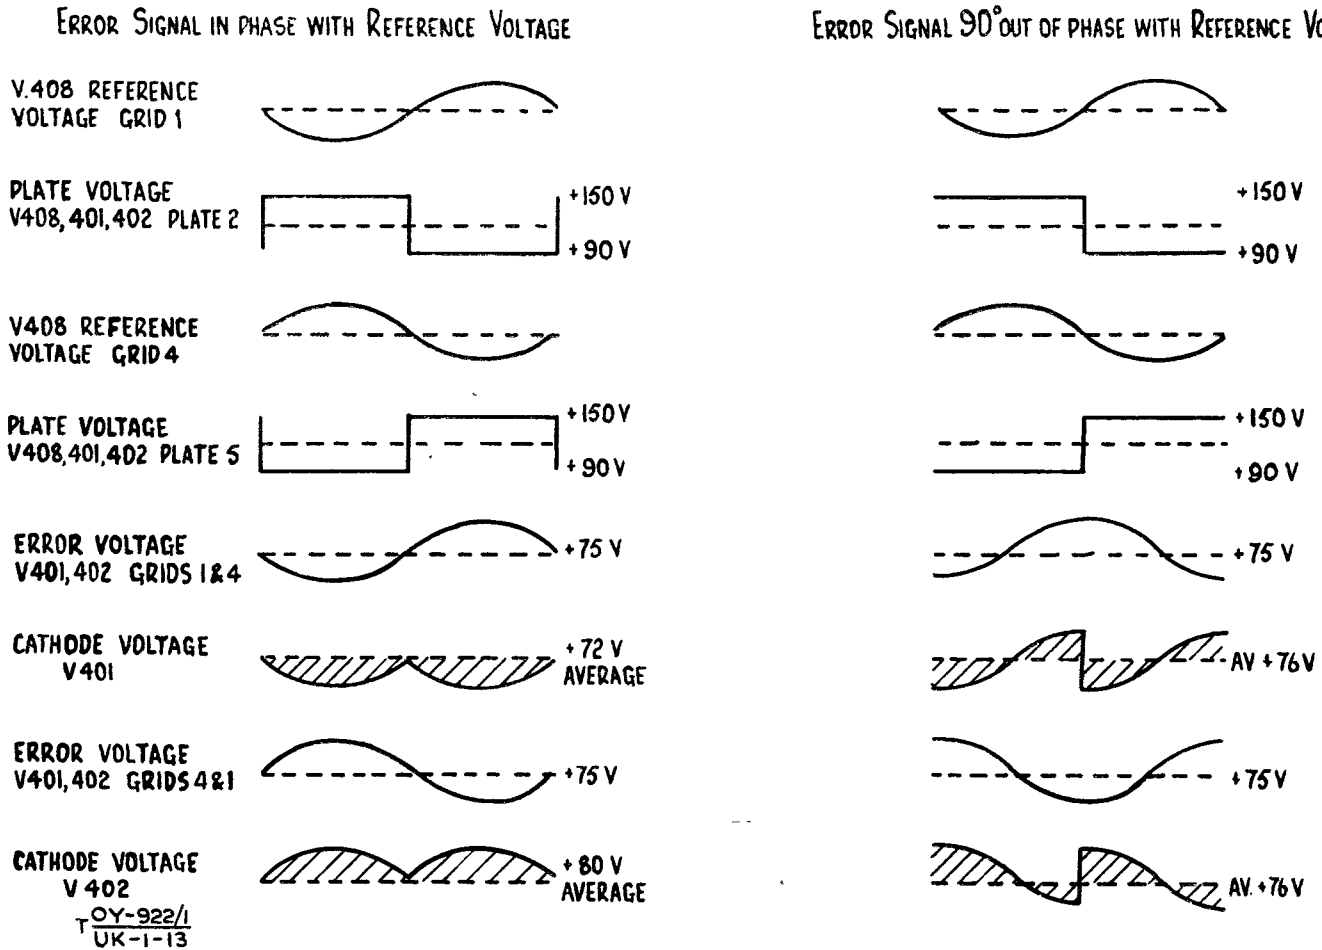 ERROR SIGNAL IN PHASE WITH REFERENCE VOLTAGE
ERROR SIGNAL 90° OUT OF PHASE WITH REFERENCE
V.408 REFERENCE
VOLTAGE GRID 1
PLATE VOLTAGE
V408,401,402 PLATE 2
+150 V
+90 V
+150 V
+90 V
V408 REFERENCE
VOLTAGE GRID 4
PLATE VOLTAGE
V408,401,402 PLATE 5
+150 V
+90 V
+150 V
+90 V
ERROR VOLTAGE
V401,402 GRIDS 1&4
+75 V
+75 V
CATHODE VOLTAGE
V401
+72 V
AVERAGE
AV +76V
ERROR VOLTAGE
V401,402 GRIDS 4&1
+75 V
+75 V
CATHODE VOLTAGE
V 402
+80 V
AVERAGE
AV. +76 V
T OY-922/1
UK-1-13